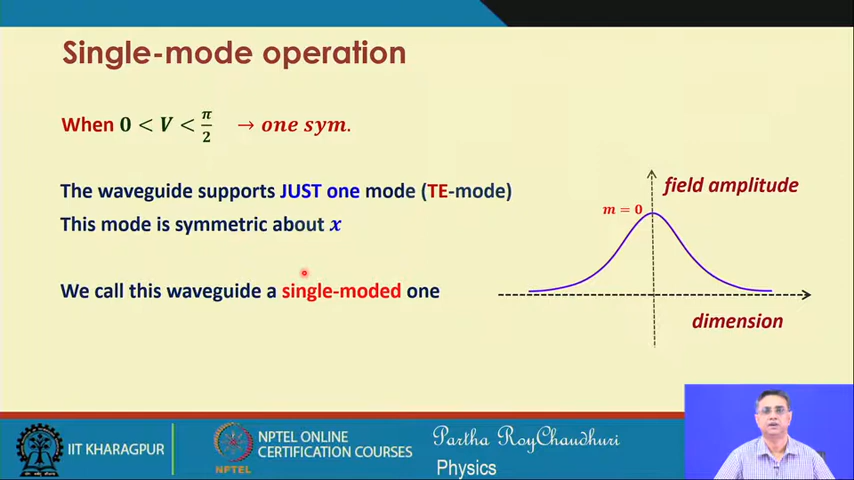 Single-mode operation
When 0 < V < π/2 → one sym.
The waveguide supports JUST one mode (TE-mode)
This mode is symmetric about x
We call this waveguide a single-moded one
field amplitude
m = 0
dimension
IIT KHARAGPUR
NPTEL
NPTEL ONLINE
CERTIFICATION COURSES
Partha RoyChaudhuri
Physics